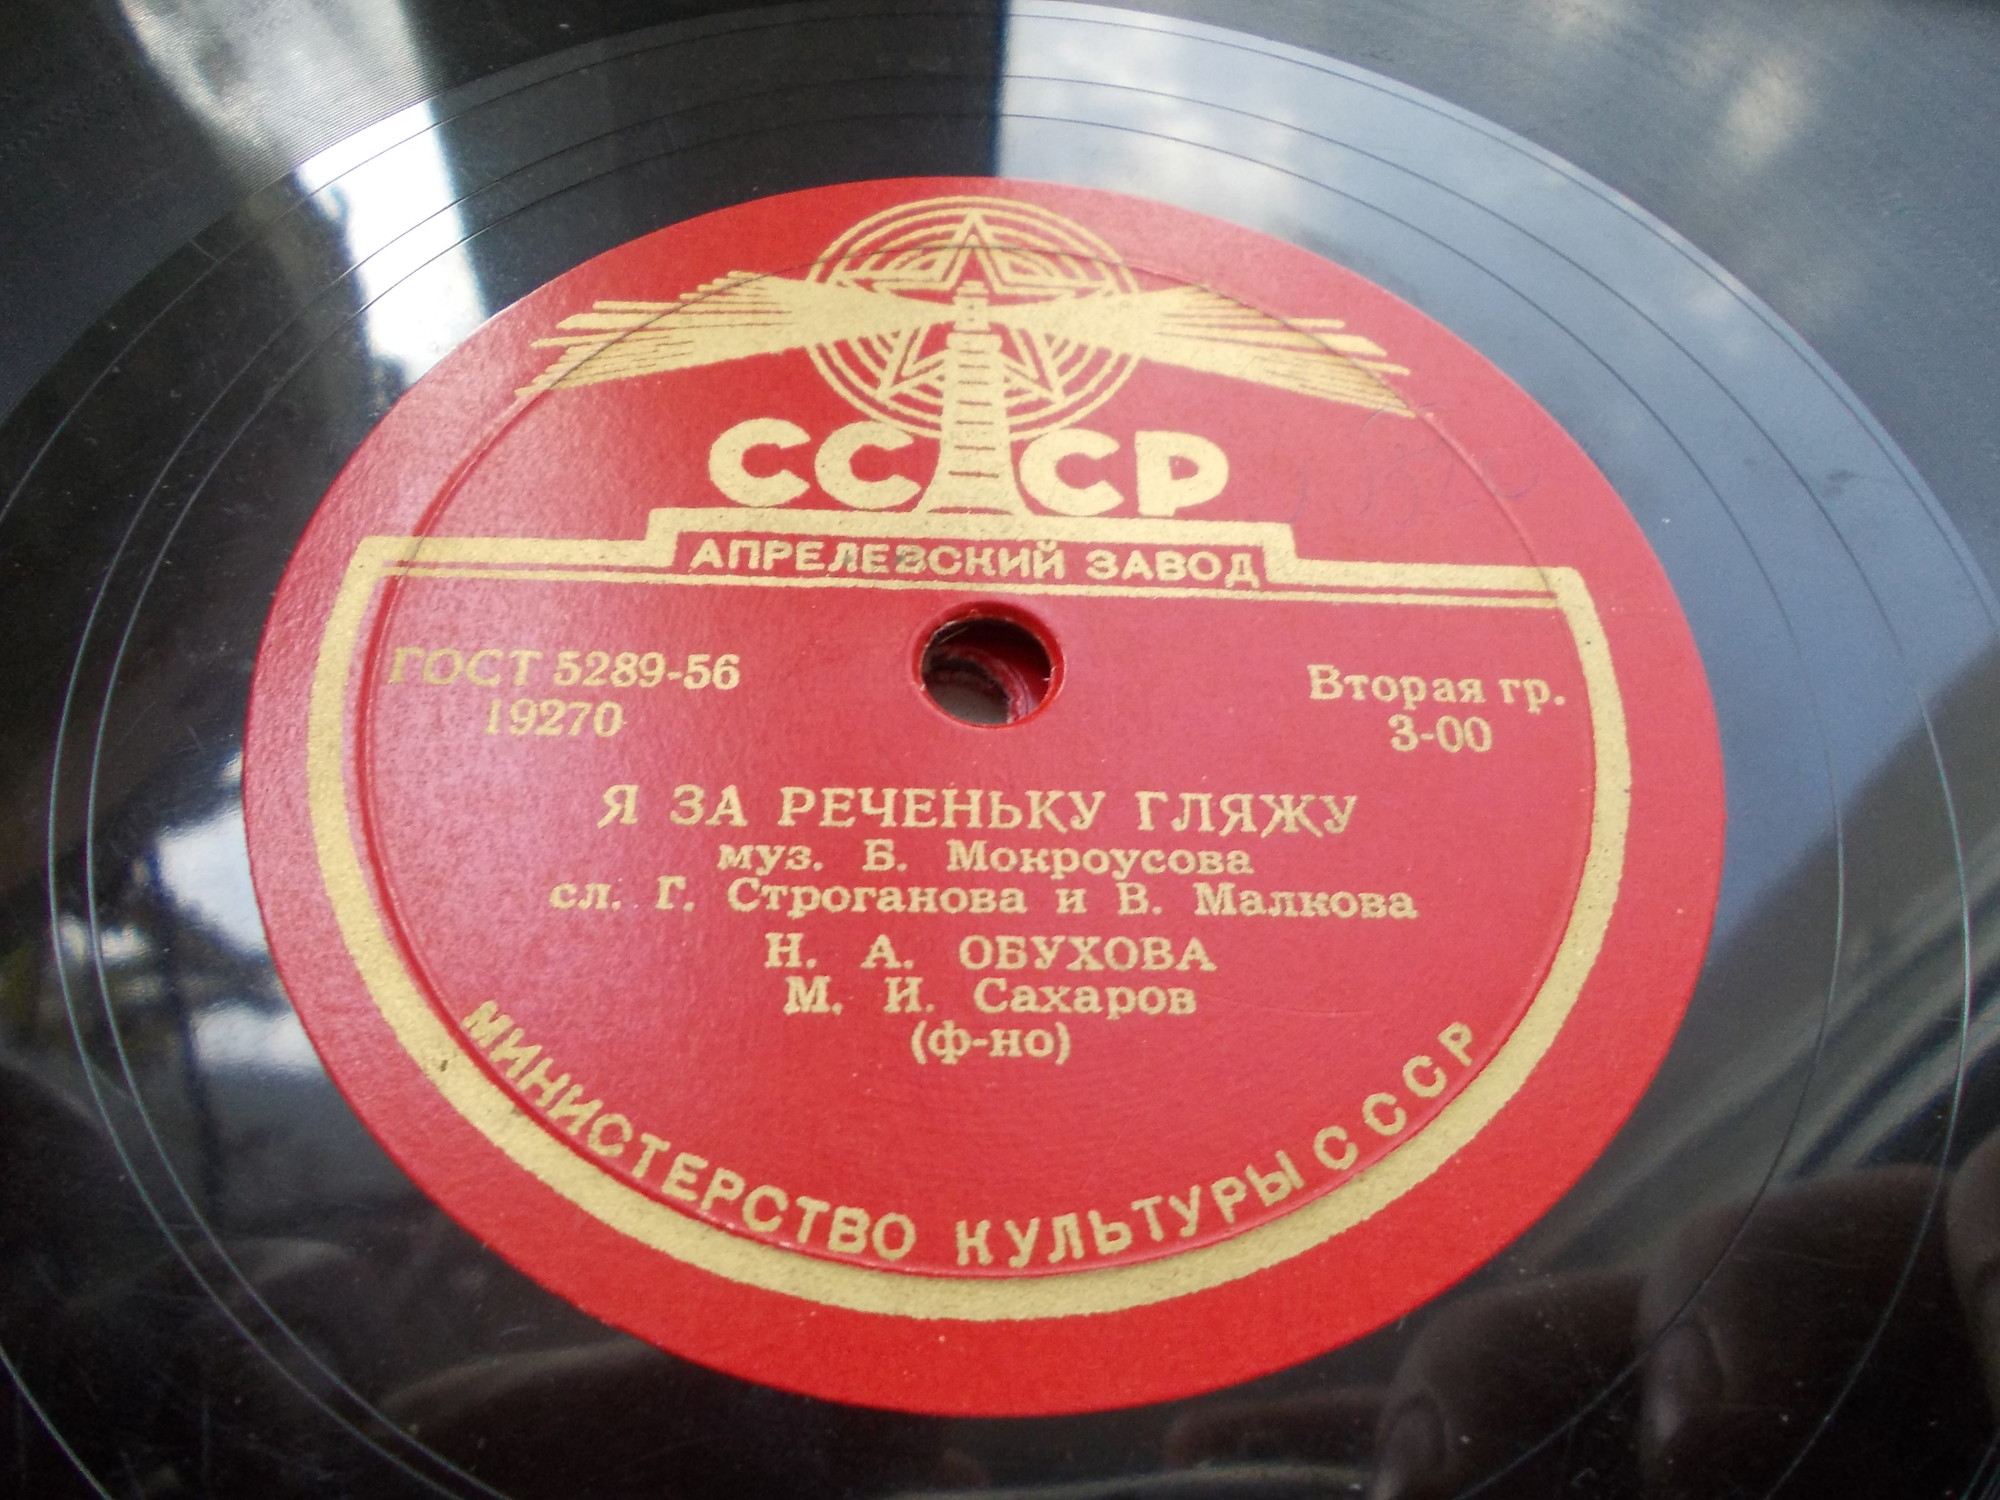 СССР
АПРЕЛЕВСКИЙ ЗАВОД
ГОСТ 5289-56
19270
Вторая гр.
3-00
Я ЗА РЕЧЕНЬКУ ГЛЯЖУ
муз. Б. Мокроусова
сл. Г. Строганова и В. Малкова
Н. А. ОБУХОВА
М. И. Сахаров
(ф-но)
МИНИСТЕРСТВО КУЛЬТУРЫ СССР